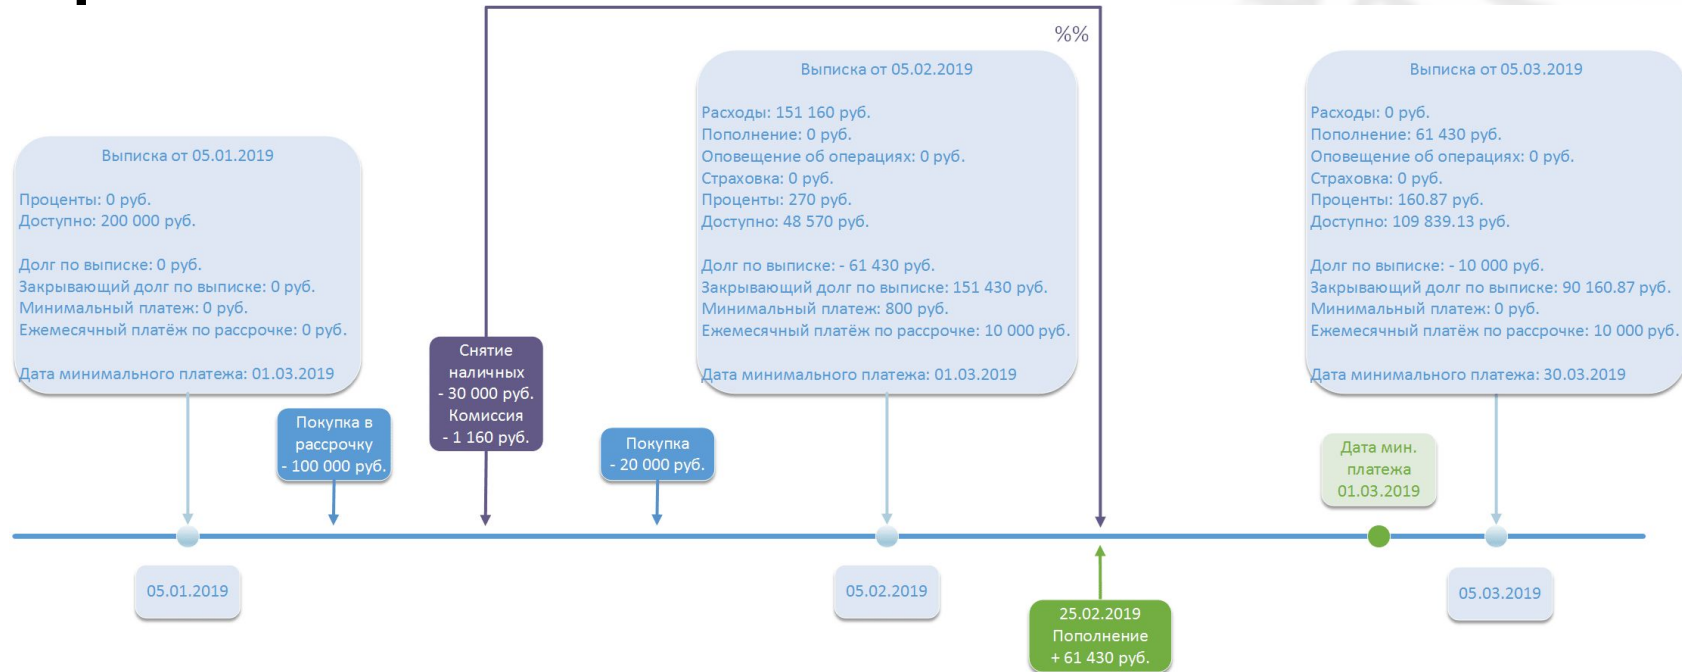 %%
Выписка от 05.01.2019
Проценты: 0 руб.
Доступно: 200 000 руб.
Долг по выписке: 0 руб.
Закрывающий долг по выписке: 0 руб.
Минимальный платеж: 0 руб.
Ежемесячный платёж по рассрочке: 0 руб.
Дата минимального платежа: 01.03.2019
Покупка в
рассрочку
- 100 000 руб.
Снятие
наличных
- 30 000 руб.
Комиссия
- 1 160 руб.
Покупка
- 20 000 руб.
Выписка от 05.02.2019
Расходы: 151 160 руб.
Пополнение: 0 руб.
Оповещение об операциях: 0 руб.
Страховка: 0 руб.
Проценты: 270 руб.
Доступно: 48 570 руб.
Долг по выписке: - 61 430 руб.
Закрывающий долг по выписке: 151 430 руб.
Минимальный платеж: 800 руб.
Ежемесячный платёж по рассрочке: 10 000 руб.
Дата минимального платежа: 01.03.2019
Выписка от 05.03.2019
Расходы: 0 руб.
Пополнение: 61 430 руб.
Оповещение об операциях: 0 руб.
Страховка: 0 руб.
Проценты: 160.87 руб.
Доступно: 109 839.13 руб.
Долг по выписке: - 10 000 руб.
Закрывающий долг по выписке: 90 160.87 руб.
Минимальный платеж: 0 руб.
Ежемесячный платёж по рассрочке: 10 000 руб.
Дата минимального платежа: 30.03.2019
Дата мин.
платежа
01.03.2019
05.01.2019
05.02.2019
25.02.2019
Пополнение
+ 61 430 руб.
05.03.2019